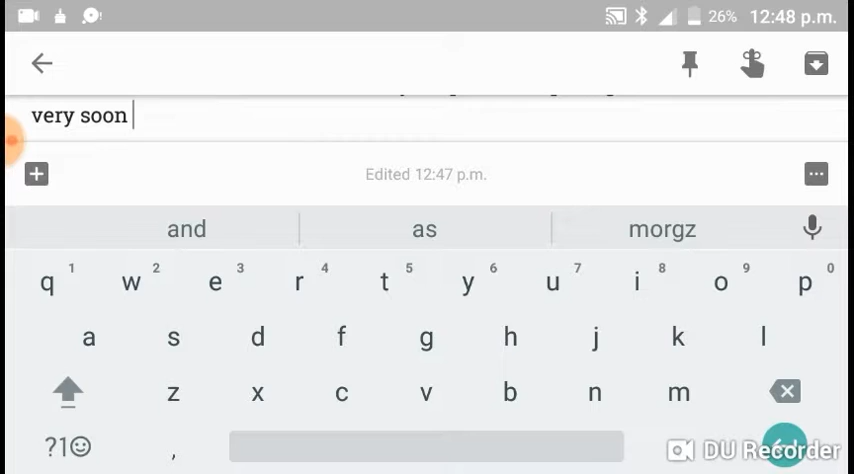 26% 12:48 p.m.
very soon
Edited 12:47 p.m.
and as morgz
q 1 w 2 e 3 r 4 t 5 y 6 u 7 i 8 o 9 p 0
a s d f g h j k l
z x c v b n m
?1☺ ,
DU Recorder